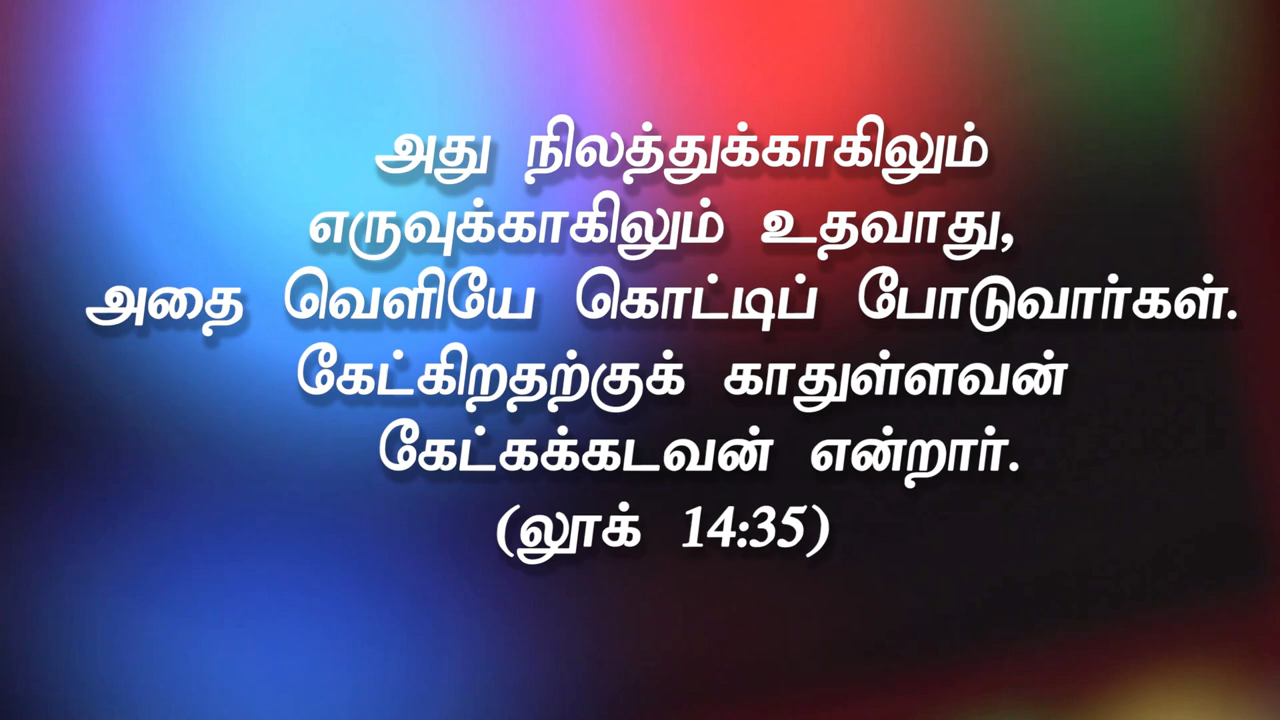 அது நிலத்துக்காகிலும்
எருவுக்காகிலும் உதவாது,
அதை வெளியே கொட்டிப் போடுவார்கள்.
கேட்கிறதற்குக் காதுள்ளவன்
கேட்கக்கடவன் என்றார்.
(லூக் 14:35)